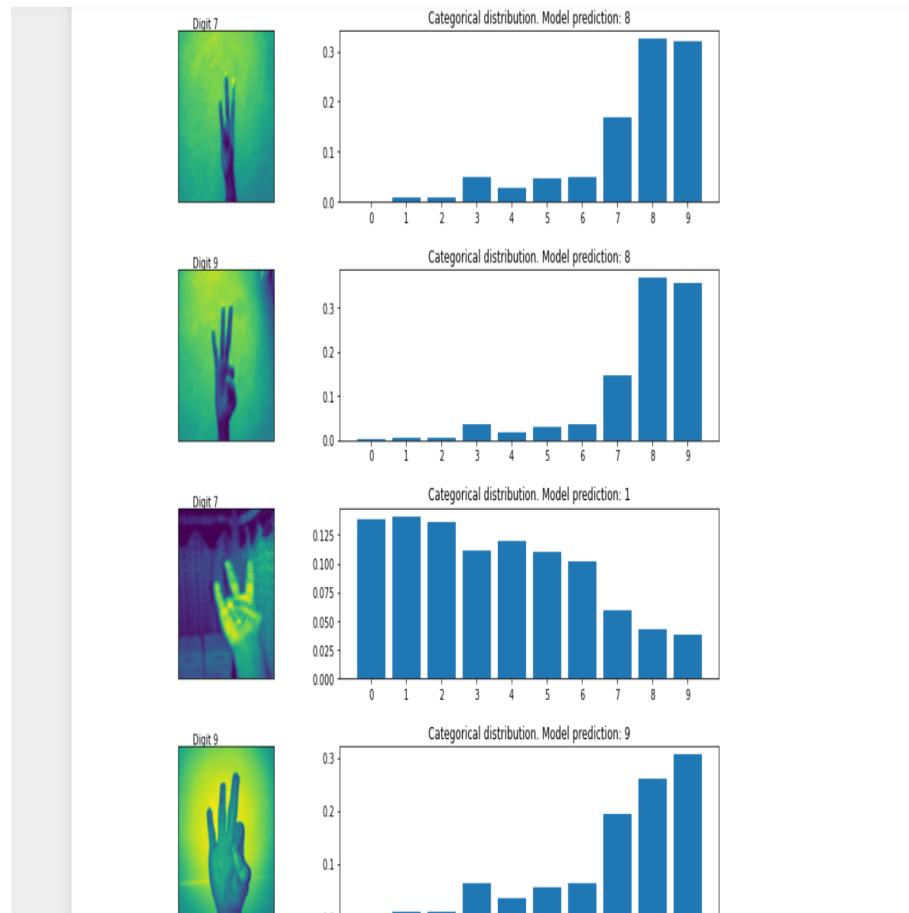 Digit 7
Categorical distribution. Model prediction: 8
0.3
0.2
0.1
0.0
0 1 2 3 4 5 6 7 8 9
Digit 9
Categorical distribution. Model prediction: 8
0.3
0.2
0.1
0.0
0 1 2 3 4 5 6 7 8 9
Digit 7
Categorical distribution. Model prediction: 1
0.125
0.100
0.075
0.050
0.025
0.000
0 1 2 3 4 5 6 7 8 9
Digit 9
Categorical distribution. Model prediction: 9
0.3
0.2
0.1